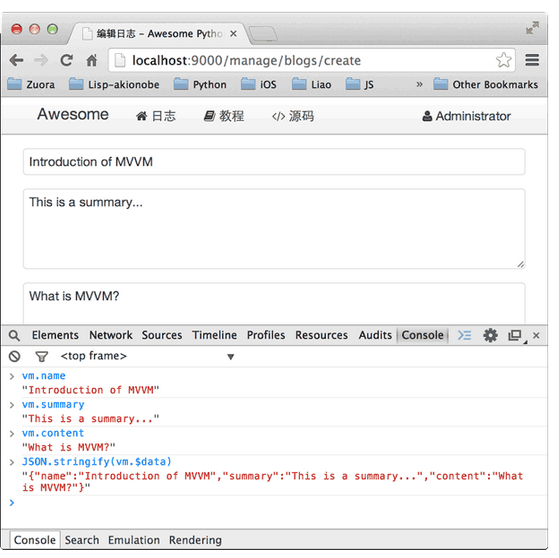 编辑日志 - Awesome Pytho
localhost:9000/manage/blogs/create
Zuora Lisp-akionobe Python iOS Liao JS » Other Bookmarks
Awesome 日志 教程 </> 源码 Administrator
Introduction of MVVM
This is a summary...
What is MVVM?
Elements Network Sources Timeline Profiles Resources Audits Console
<top frame>
> vm.name
"Introduction of MVVM"
> vm.summary
"This is a summary..."
> vm.content
"What is MVVM?"
> JSON.stringify(vm.$data)
"{"name":"Introduction of MVVM","summary":"This is a summary...","content":"What
is MVVM?"}"
>
Console Search Emulation Rendering